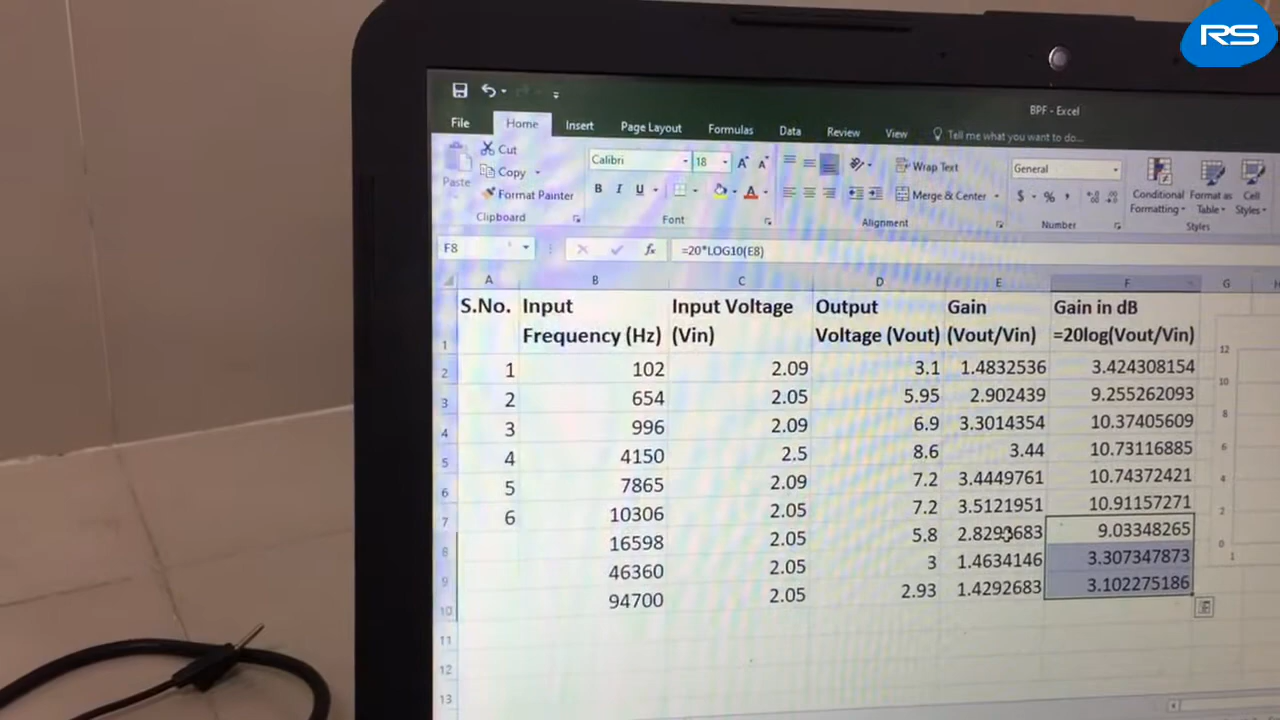 RS
BPF - Excel
File Home Insert Page Layout Formulas Data Review View Tell me what you want to do...
Cut
Copy
Paste
Format Painter
Calibri 18
Wrap Text
Merge & Center
General
Conditional Formatting
Format as Table
Cell Styles
Clipboard Font Alignment Number Styles
F8 =20*LOG10(E8)
A B C D E F G
S.No. Input Input Voltage Output Gain Gain in dB
1 Frequency (Hz) (Vin) Voltage (Vout) (Vout/Vin) =20log(Vout/Vin)
2 1 102 2.09 3.1 1.4832536 3.424308154
3 2 654 2.05 5.95 2.902439 9.255262093
4 3 996 2.09 6.9 3.3014354 10.37405609
5 4 4150 2.5 8.6 3.44 10.73116885
6 5 7865 2.09 7.2 3.4449761 10.74372421
7 6 10306 2.05 7.2 3.5121951 10.91157271
8 16598 2.05 5.8 9.03348265
9 46360 2.05 3 1.4634146 3.307347873
10 94700 2.05 2.93 1.4292683 3.102275186
11
12
13
12
10
8
6
4
2
0
1